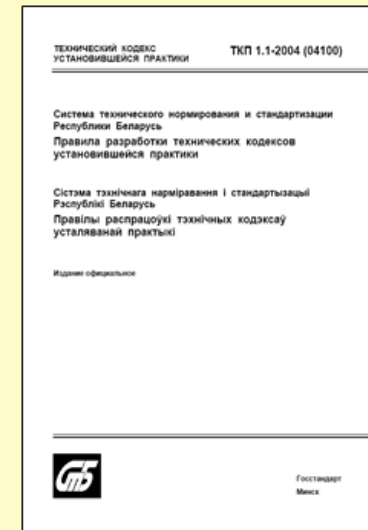 ТЕХНИЧЕСКИЙ КОДЕКС
УСТАНОВИВШЕЙСЯ ПРАКТИКИ
ТКП 1.1-2004 (04100)
Система технического нормирования и стандартизации
Республики Беларусь
Правила разработки технических кодексов
установившейся практики
Сістэма тэхнічнага нарміравання і стандартызацыі
Рэспублікі Беларусь
Правілы распрацоўкі тэхнічных кодэксаў
усталяванай практыкі
Издание официальное
СТБ
Госстандарт
Минск